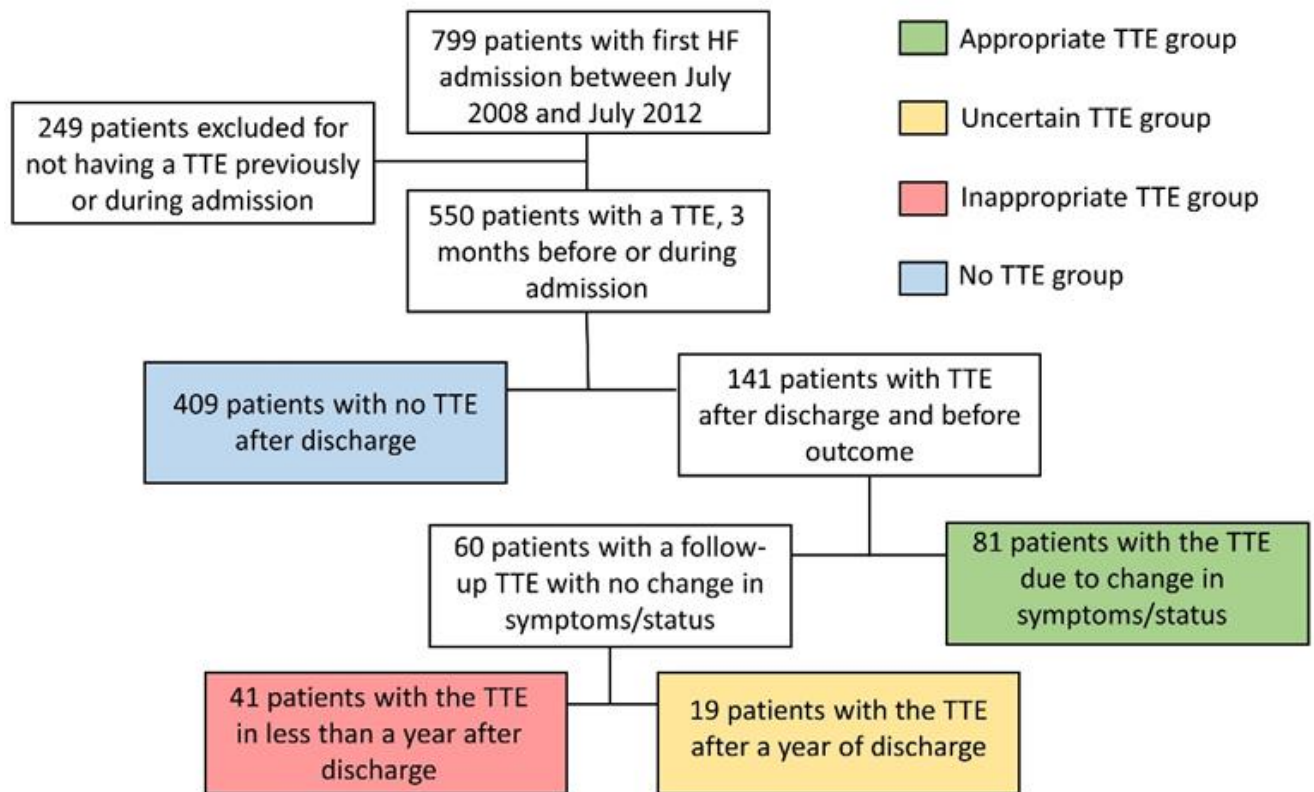 799 patients with first HF
admission between July
2008 and July 2012
249 patients excluded for
not having a TTE previously
or during admission
550 patients with a TTE, 3
months before or during
admission
Appropriate TTE group
Uncertain TTE group
Inappropriate TTE group
No TTE group
409 patients with no TTE
after discharge
141 patients with TTE
after discharge and before
outcome
60 patients with a follow-
up TTE with no change in
symptoms/status
81 patients with the TTE
due to change in
symptoms/status
41 patients with the TTE
in less than a year after
discharge
19 patients with the TTE
after a year of discharge